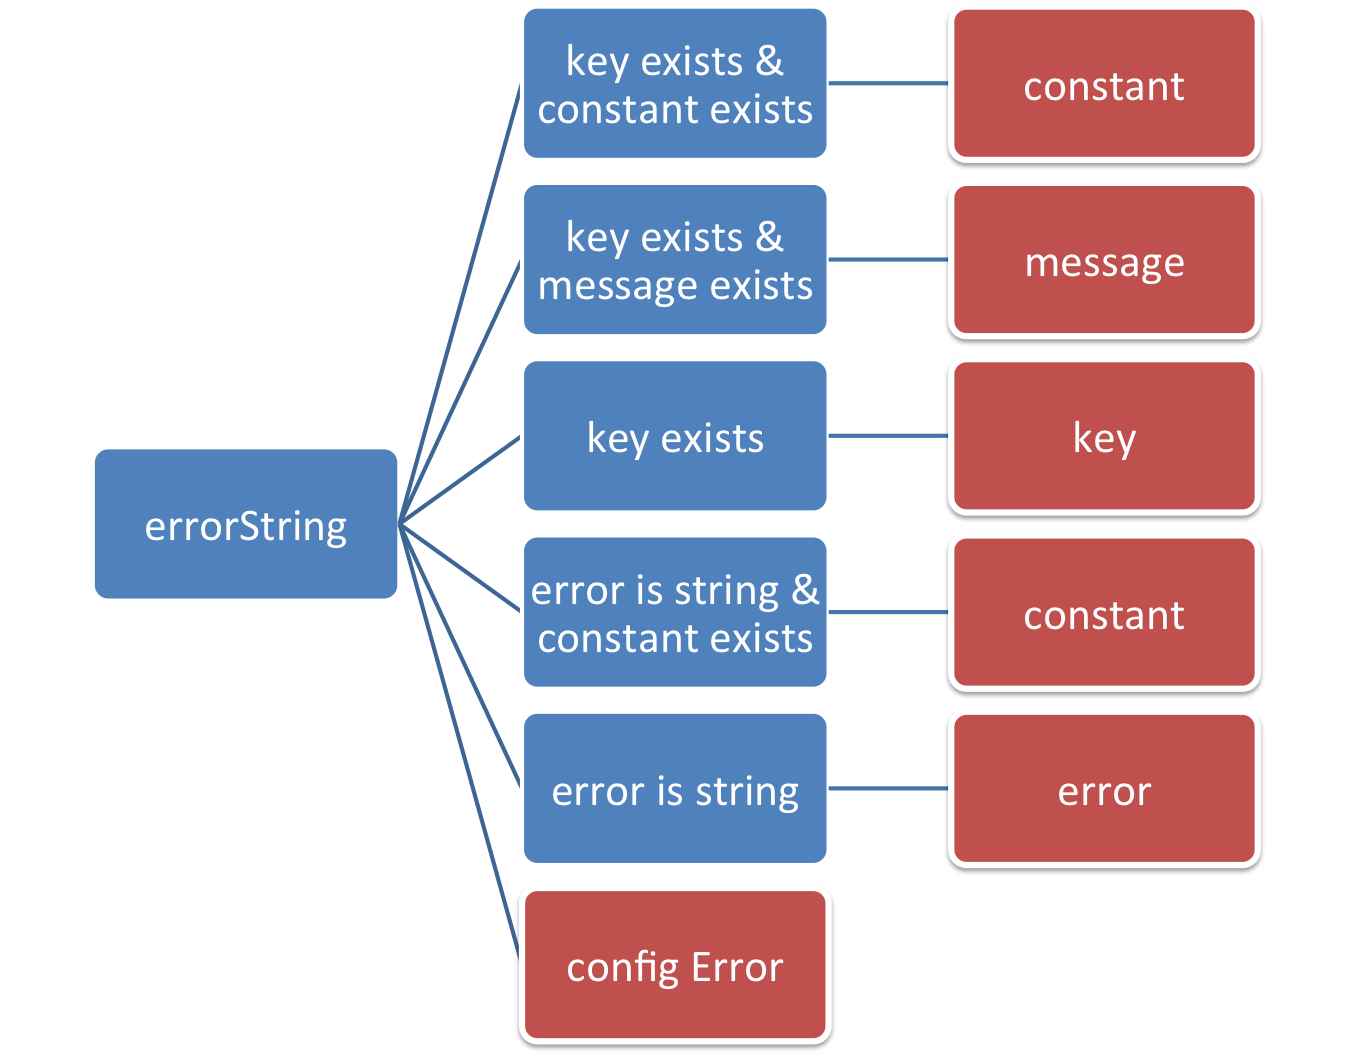 key exists &
constant exists
constant
key exists &
message exists
message
key exists
key
errorString
error is string &
constant exists
constant
error is string
error
config Error